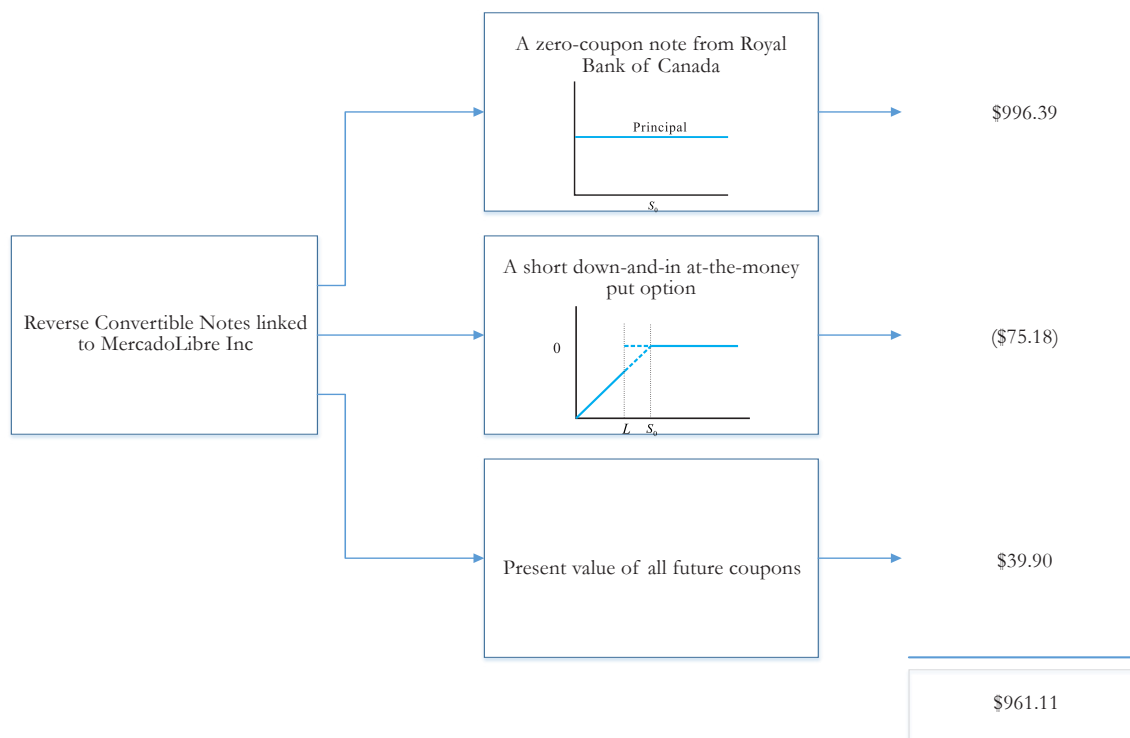 A zero-coupon note from Royal
Bank of Canada
Principal
S₀
$996.39
Reverse Convertible Notes linked
to MercadoLibre Inc
A short down-and-in at-the-money
put option
0
L S₀
($75.18)
Present value of all future coupons
$39.90
$961.11